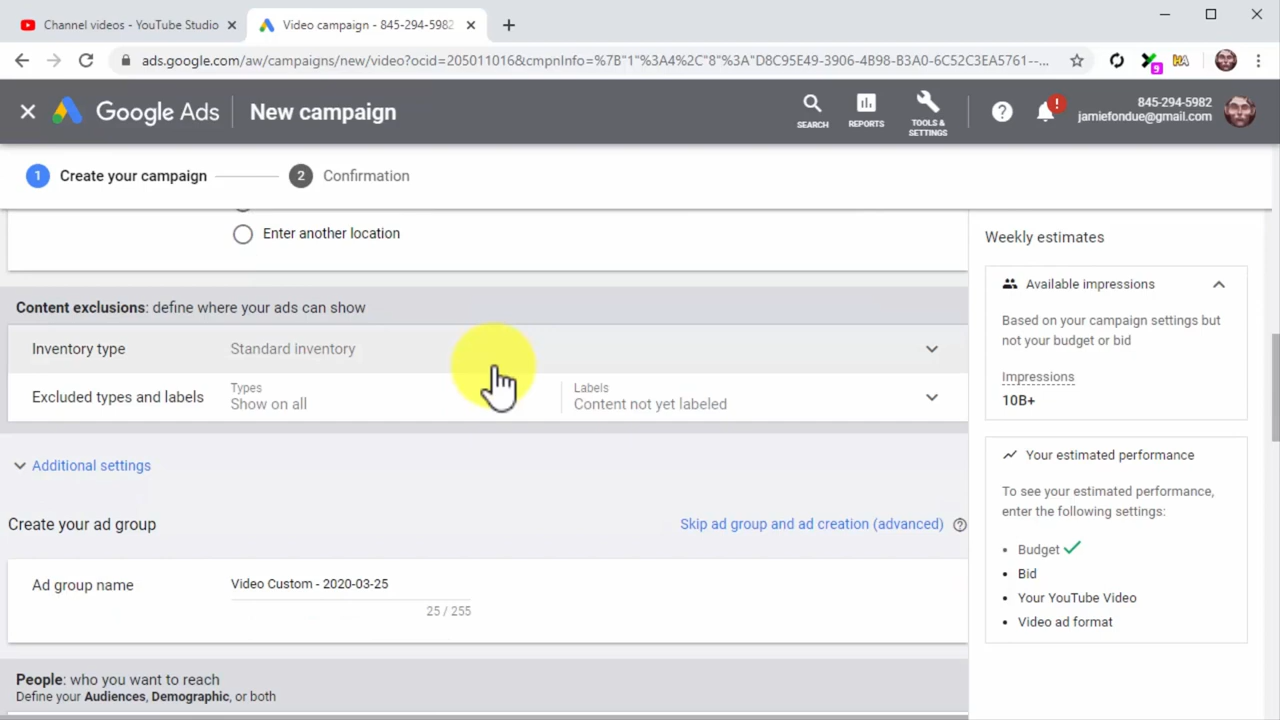 Channel videos - YouTube Studio
Video campaign - 845-294-5982
ads.google.com/aw/campaigns/new/video?ocid=205011016&cmpnInfo=%7B"1"%3A4%2C"8"%3A"D8C95E49-3906-4B98-B3A0-6C52C3EA5761--...
9
Google Ads
New campaign
SEARCH
REPORTS
TOOLS &
SETTINGS
?
!
845-294-5982
jamiefondue@gmail.com
1 Create your campaign
2 Confirmation
Enter another location
Content exclusions: define where your ads can show
Inventory type
Standard inventory
Excluded types and labels
Types
Show on all
Labels
Content not yet labeled
Additional settings
Create your ad group
Skip ad group and ad creation (advanced)
Ad group name
Video Custom - 2020-03-25
25 / 255
People: who you want to reach
Define your Audiences, Demographic, or both
Weekly estimates
Available impressions
Based on your campaign settings but
not your budget or bid
Impressions
10B+
Your estimated performance
To see your estimated performance,
enter the following settings:
Budget
Bid
Your YouTube Video
Video ad format